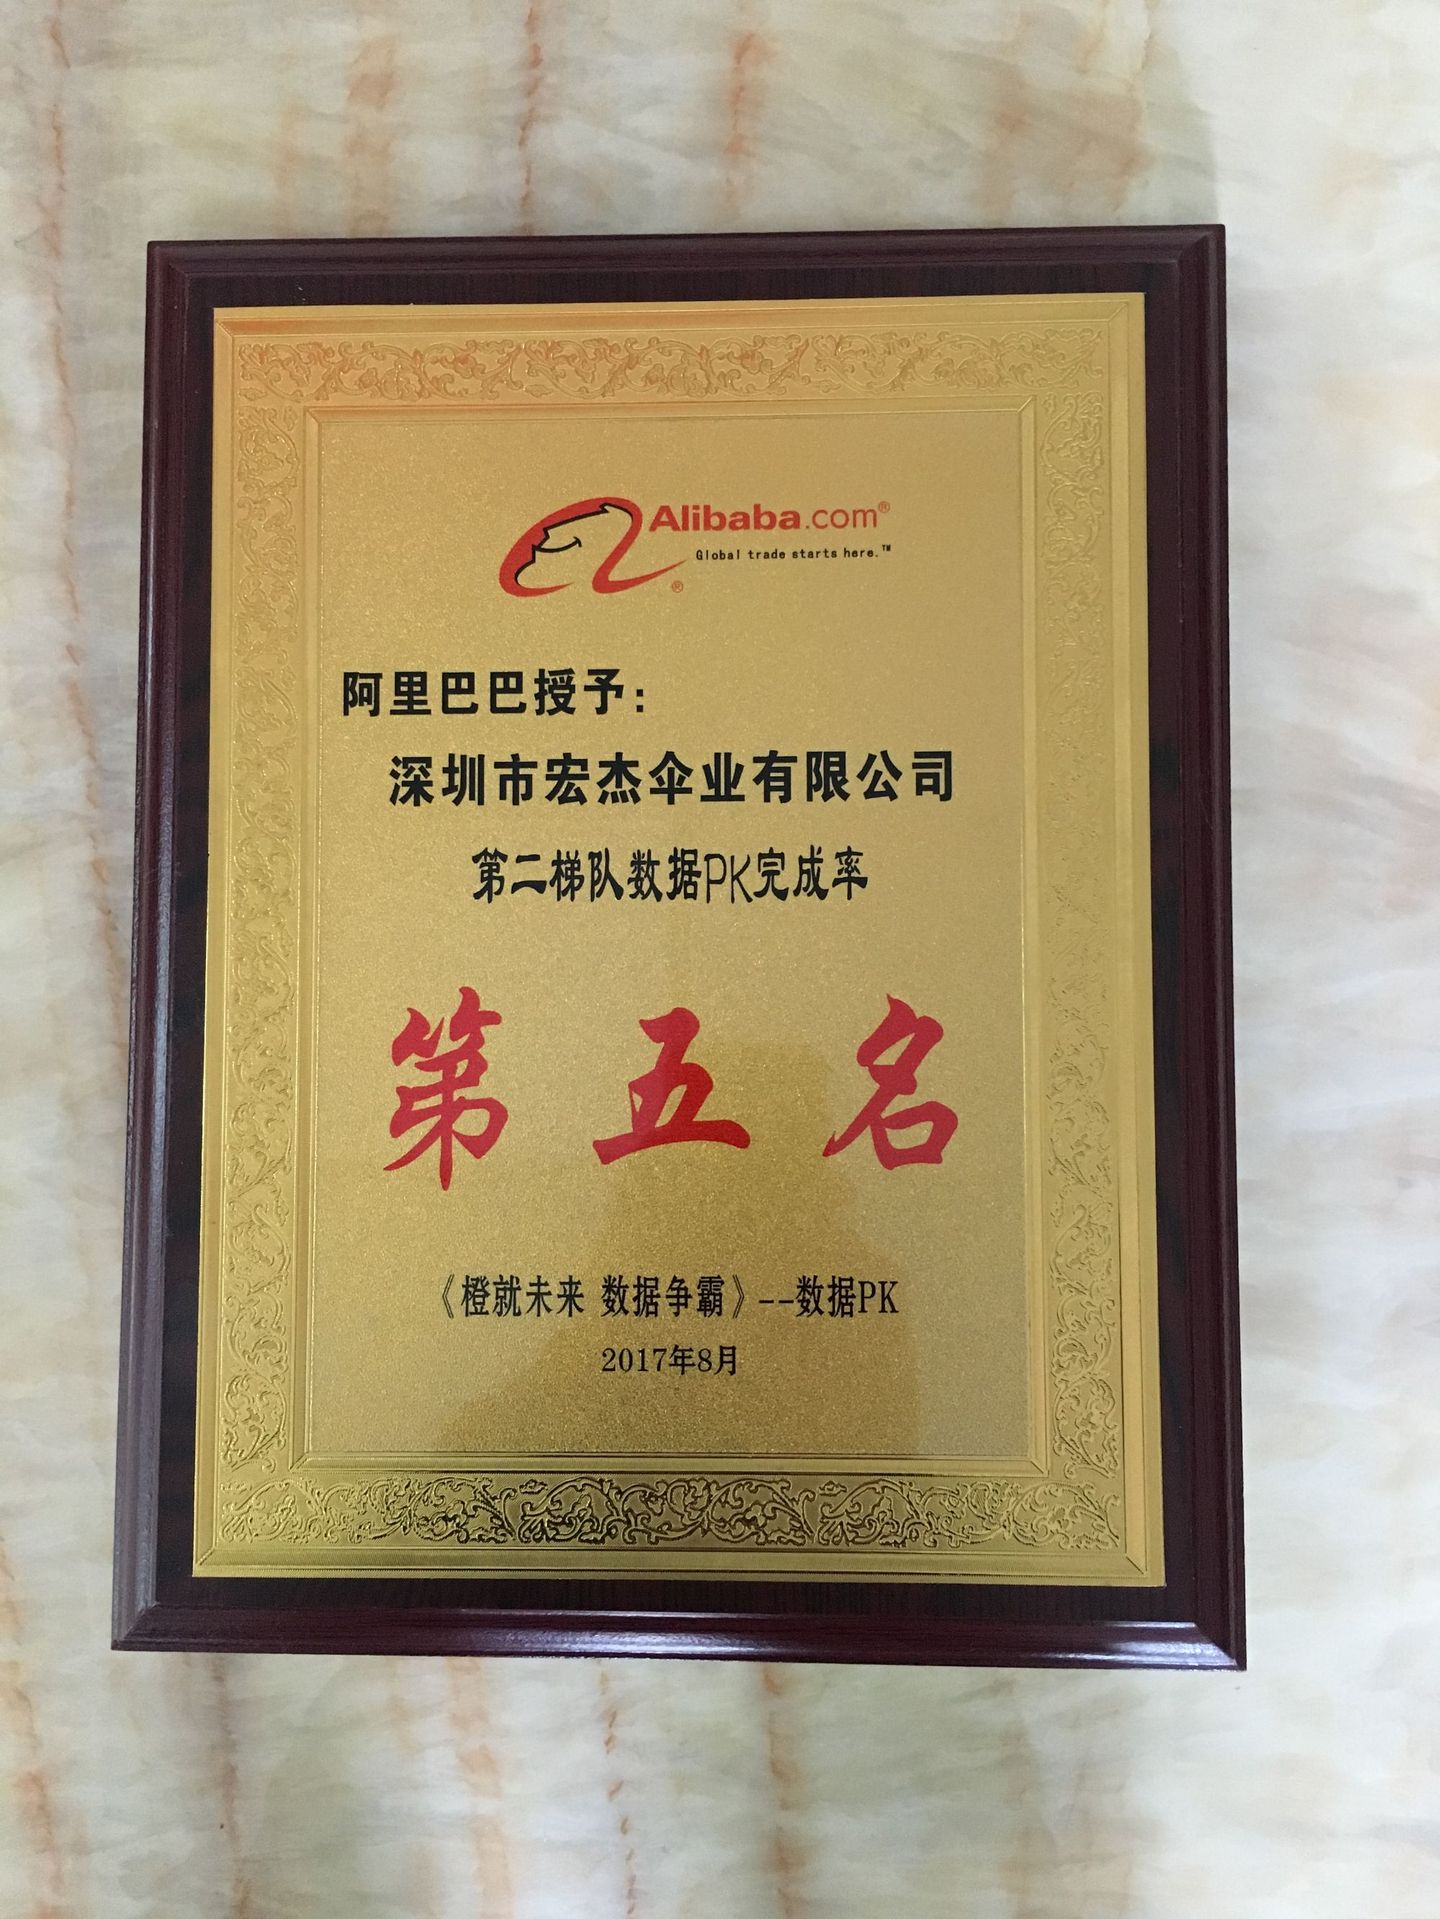 Alibaba.com®
Global trade starts here.™
®
阿里巴巴授予：
深圳市宏杰伞业有限公司
第二梯队数据PK完成率
第五名
《橙就未来 数据争霸》--数据PK
2017年8月